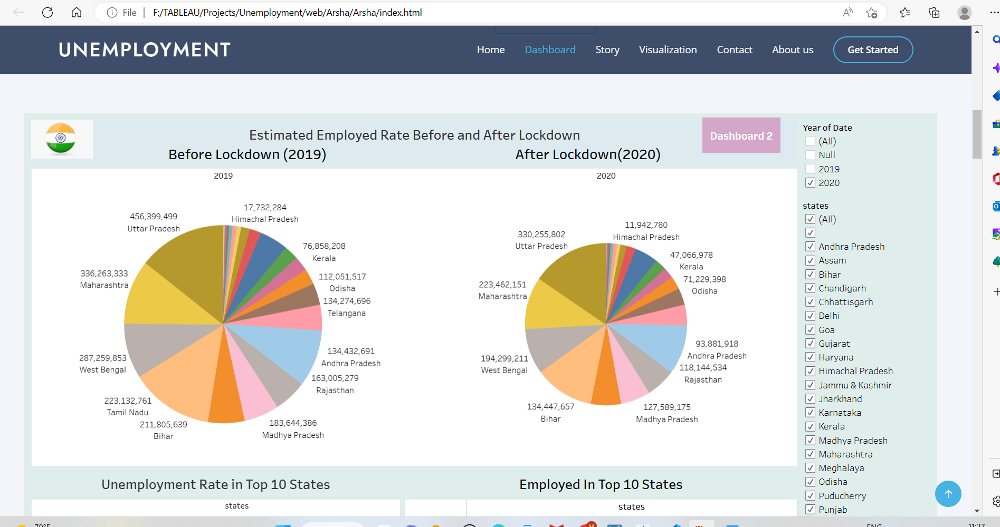 File
F:/TABLEAU/Projects/Unemployment/web/Arsha/Arsha/index.html
UNEMPLOYMENT
Home
Dashboard
Story
Visualization
Contact
About us
Get Started
Estimated Employed Rate Before and After Lockdown
Before Lockdown (2019)
After Lockdown(2020)
Dashboard 2
2019
17,732,284
Himachal Pradesh
456,399,499
Uttar Pradesh
76,858,208
Kerala
336,263,333
Maharashtra
112,051,517
Odisha
134,274,696
Telangana
134,432,691
Andhra Pradesh
287,259,853
West Bengal
163,005,279
Rajasthan
223,132,761
Tamil Nadu
211,805,639
Bihar
183,644,386
Madhya Pradesh
2020
11,942,780
Himachal Pradesh
330,255,802
Uttar Pradesh
47,066,978
Kerala
71,229,398
Odisha
223,462,151
Maharashtra
93,881,918
Andhra Pradesh
194,299,211
West Bengal
118,144,534
Rajasthan
134,447,657
Bihar
127,589,175
Madhya Pradesh
Year of Date
(All)
Null
2019
2020
states
(All)
Andhra Pradesh
Assam
Bihar
Chandigarh
Chhattisgarh
Delhi
Goa
Gujarat
Haryana
Himachal Pradesh
Jammu & Kashmir
Jharkhand
Karnataka
Kerala
Madhya Pradesh
Maharashtra
Meghalaya
Odisha
Puducherry
Punjab
Unemployment Rate in Top 10 States
Employed In Top 10 States
states
states
ENG
11:27